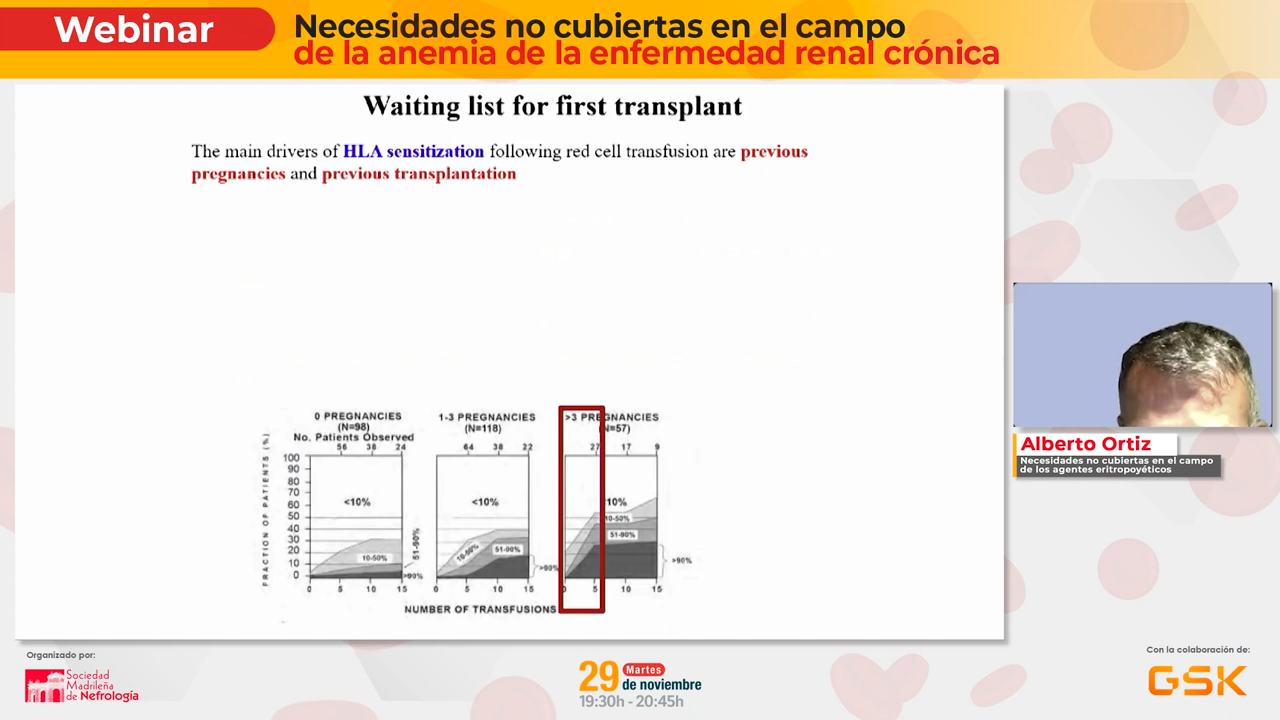 Webinar
Necesidades no cubiertas en el campo
de la anemia de la enfermedad renal crónica
Waiting list for first transplant
The main drivers of HLA sensitization following red cell transfusion are previous
pregnancies and previous transplantation
0 PREGNANCIES
(N=98)
No. Patients Observed
56 38 24
1-3 PREGNANCIES
(N=118)
64 38 22
>3 PREGNANCIES
(N=57)
27 17 9
FRACTION OF PATIENTS (%)
100
90
80
70
60
50
40
30
20
10
0
<10%
10-50%
51-90%
>90%
0 5 10 15
<10%
10-50%
51-90%
>90%
0 5 10 15
10%
10-50%
51-90%
>90%
0 5 10 15
NUMBER OF TRANSFUSIONS
Alberto Ortiz
Necesidades no cubiertas en el campo
de los agentes eritropoyéticos
Organizado por:
Sociedad
Madrileña
de Nefrología
29 Martes
de noviembre
19:30h - 20:45h
Con la colaboración de:
GSK